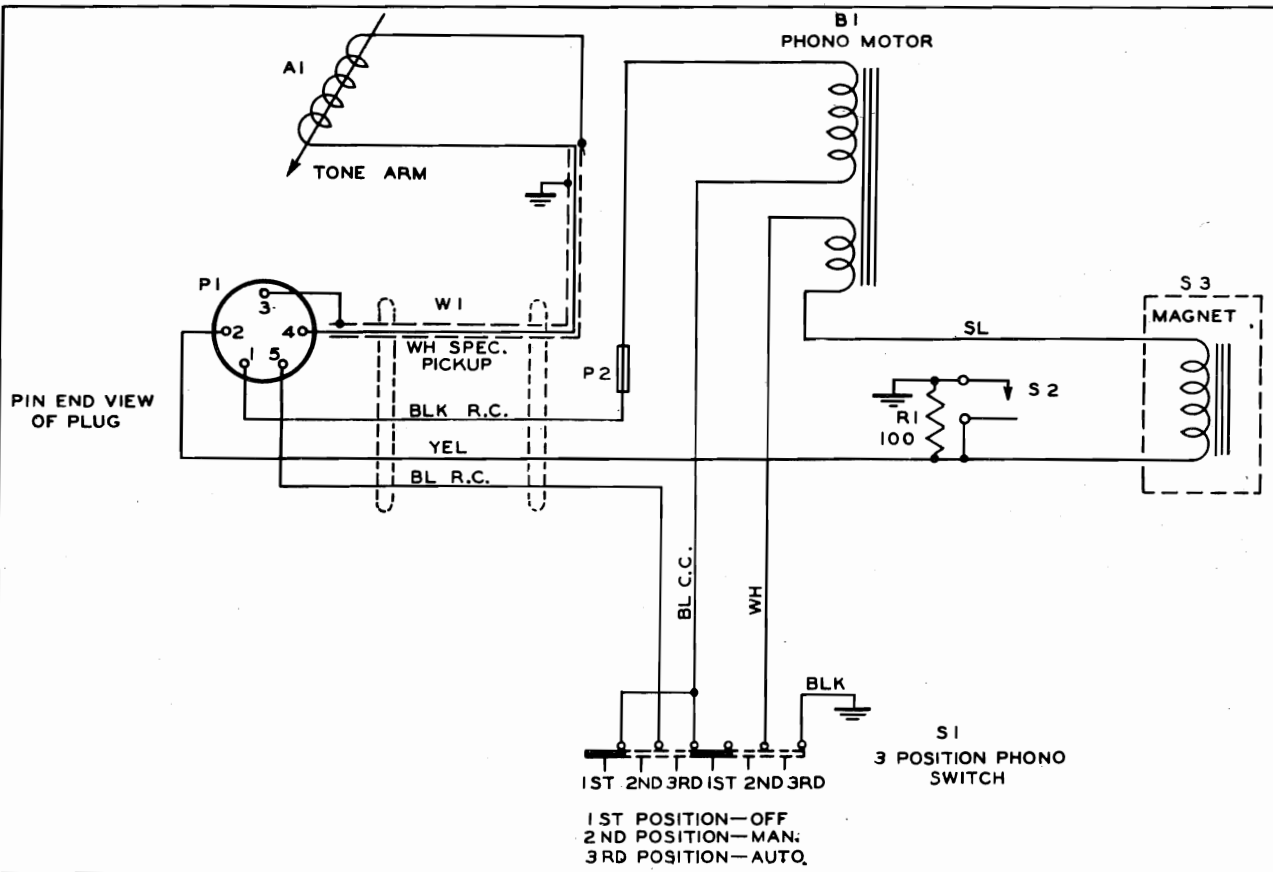 B1
PHONO MOTOR
A1
TONE ARM
P1
3
2
4
1
5
W1
WH SPEC.
PICKUP
PIN END VIEW
OF PLUG
P2
BLK R.C.
YEL
BL R.C.
S3
MAGNET
SL
S2
R1
100
BL C.C.
WH
BLK
S1
3 POSITION PHONO
SWITCH
1ST 2ND 3RD 1ST 2ND 3RD
1ST POSITION—OFF
2ND POSITION—MAN.
3RD POSITION—AUTO.